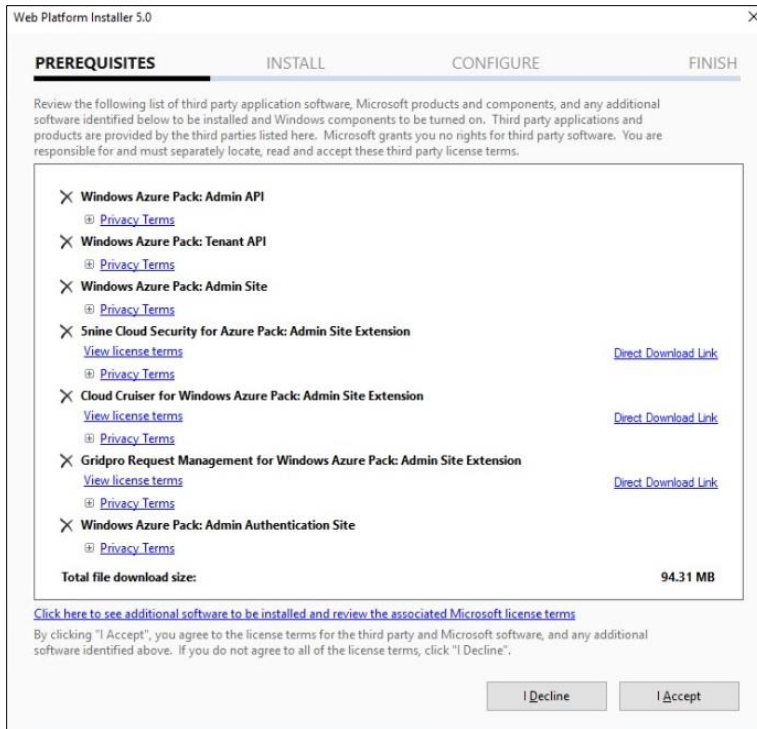 Web Platform Installer 5.0
PREREQUISITES INSTALL CONFIGURE FINISH
Review the following list of third party application software, Microsoft products and components, and any additional
software identified below to be installed and Windows components to be turned on. Third party applications and
products are provided by the third parties listed here. Microsoft grants you no rights for third party software. You are
responsible for and must separately locate, read and accept these third party license terms.
Windows Azure Pack: Admin API
Privacy Terms
Windows Azure Pack: Tenant API
Privacy Terms
Windows Azure Pack: Admin Site
Privacy Terms
5nine Cloud Security for Azure Pack: Admin Site Extension
View license terms Direct Download Link
Privacy Terms
Cloud Cruiser for Windows Azure Pack: Admin Site Extension
View license terms Direct Download Link
Privacy Terms
Gridpro Request Management for Windows Azure Pack: Admin Site Extension
View license terms Direct Download Link
Privacy Terms
Windows Azure Pack: Admin Authentication Site
Privacy Terms
Total file download size: 94.31 MB
Click here to see additional software to be installed and review the associated Microsoft license terms
By clicking "I Accept", you agree to the license terms for the third party and Microsoft software, and any additional
software identified above. If you do not agree to all of the license terms, click "I Decline".
I Decline I Accept